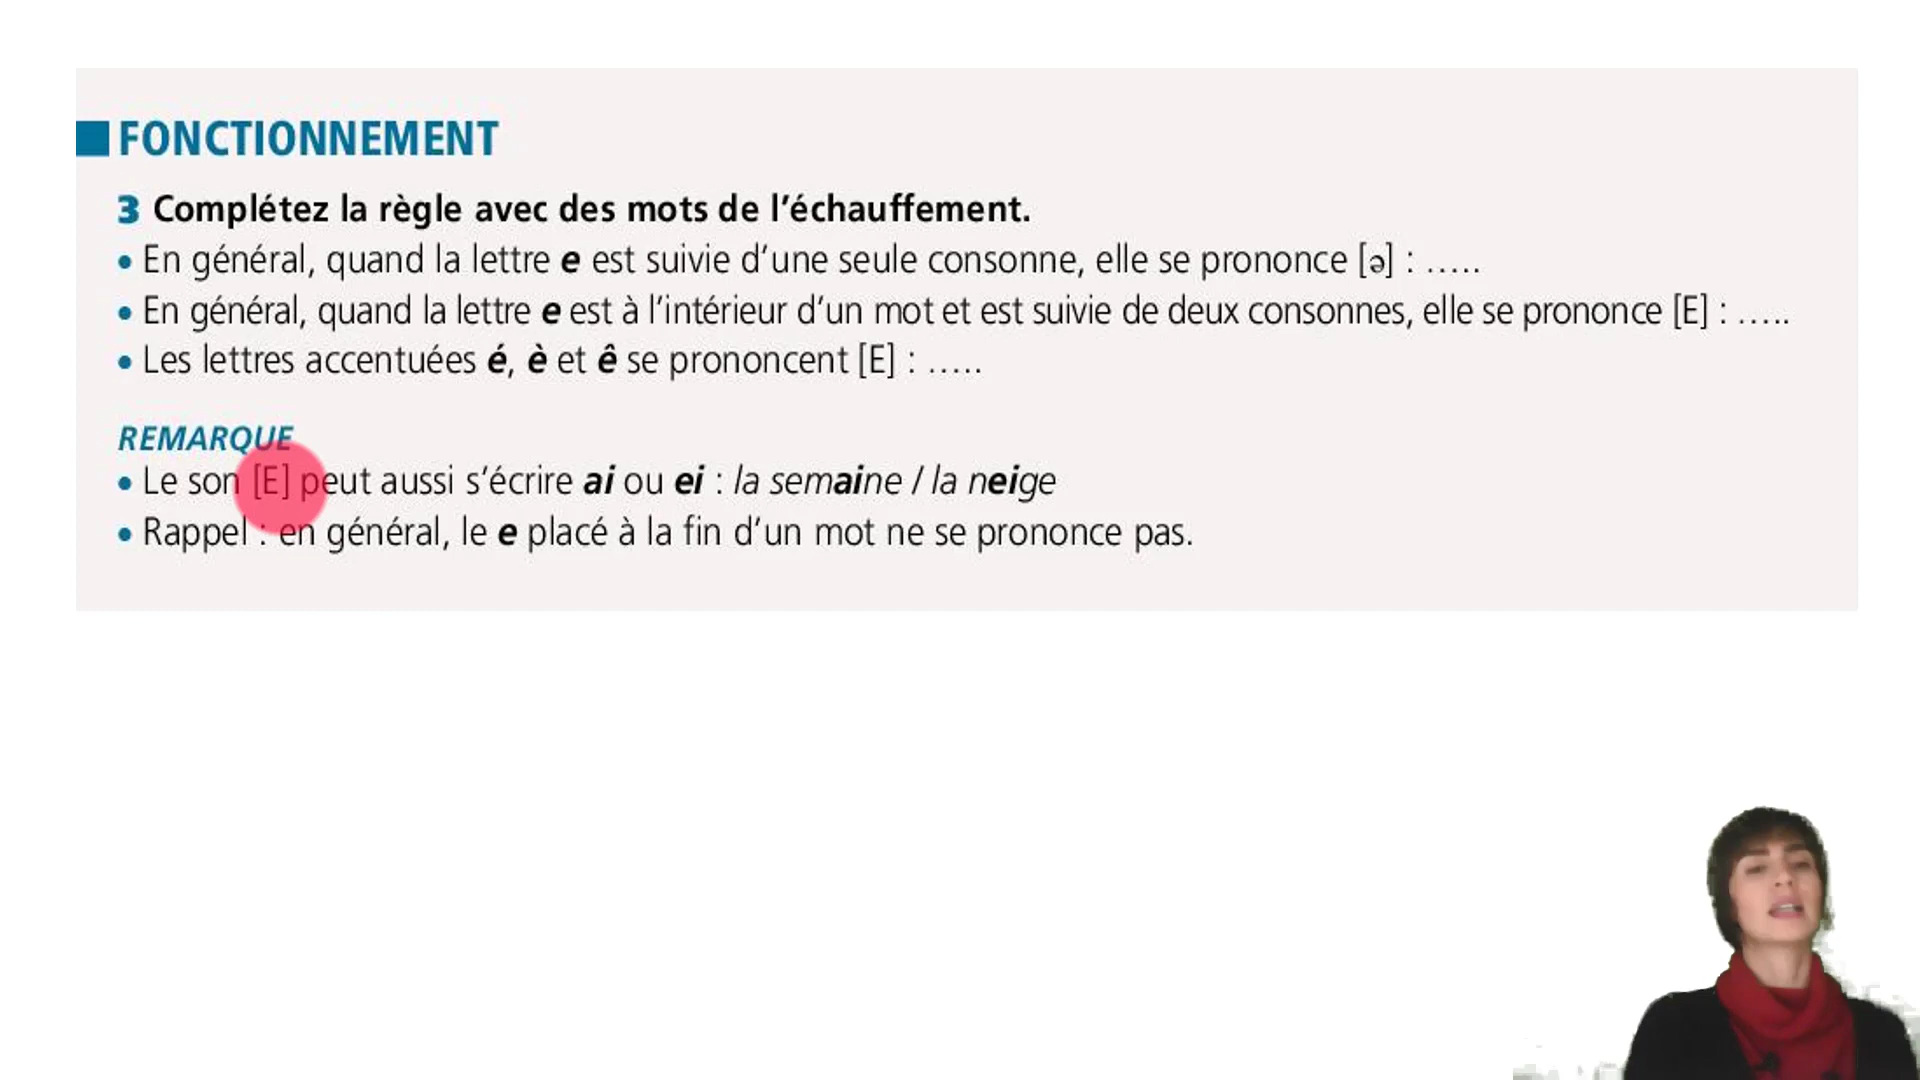 FONCTIONNEMENT
3 Complétez la règle avec des mots de l’échauffement.
• En général, quand la lettre e est suivie d’une seule consonne, elle se prononce [ə] : …..
• En général, quand la lettre e est à l’intérieur d’un mot et est suivie de deux consonnes, elle se prononce [E] : …..
• Les lettres accentuées é, è et ê se prononcent [E] : …..
REMARQUE
• Le son [E] peut aussi s’écrire ai ou ei : la semaine / la neige
• Rappel : en général, le e placé à la fin d’un mot ne se prononce pas.